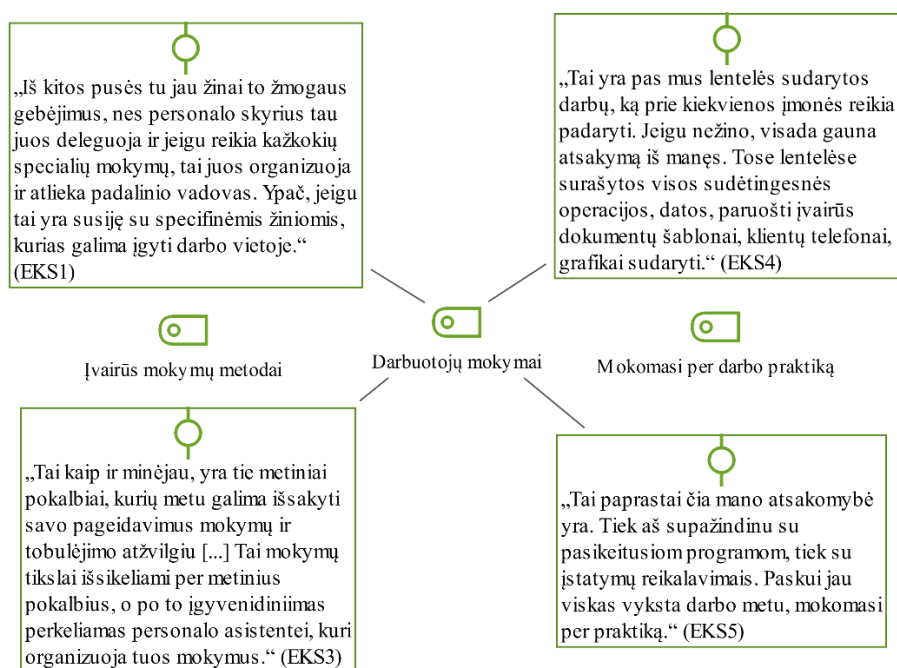 „Iš kitos pusės tu jau žinai to žmogaus
gebėjimus, nes personalo skyrius tau
juos deleguoja ir jeigu reikia kažkokių
specialių mokymų, tai juos organizuoja
ir atlieka padalinio vadovas. Ypač, jeigu
tai yra susiję su specifinėmis žiniomis,
kurias galima įgyti darbo vietoje.“
(EKS1)
„Tai yra pas mus lentelės sudarytos
darbų, ką prie kiekvienos įmonės reikia
padaryti. Jeigu nežino, visada gauna
atsakymą iš manęs. Tose lentelėse
surašytos visos sudėtingesnės
operacijos, datos, paruošti įvairūs
dokumentų šablonai, klientų telefonai,
grafikai sudaryti.“ (EKS4)
Įvairūs mokymų metodai
Darbuotojų mokymai
Mokomasi per darbo praktiką
„Tai kaip ir minėjau, yra tie metiniai
pokalbiai, kurių metu galima išsakyti
savo pageidavimus mokymų ir
tobulėjimo atžvilgiu [...] Tai mokymų
tikslai išsikeliami per metinius
pokalbius, o po to įgyvenidiniimas
perkeliamas personalo asistentei, kuri
organizuoja tuos mokymus.“ (EKS3)
„Tai paprastai čia mano atsakomybė
yra. Tiek aš supažindinu su
pasikeitusiom programom, tiek su
įstatymų reikalavimais. Paskui jau
viskas vyksta darbo metu, mokomasi
per praktiką.“ (EKS5)